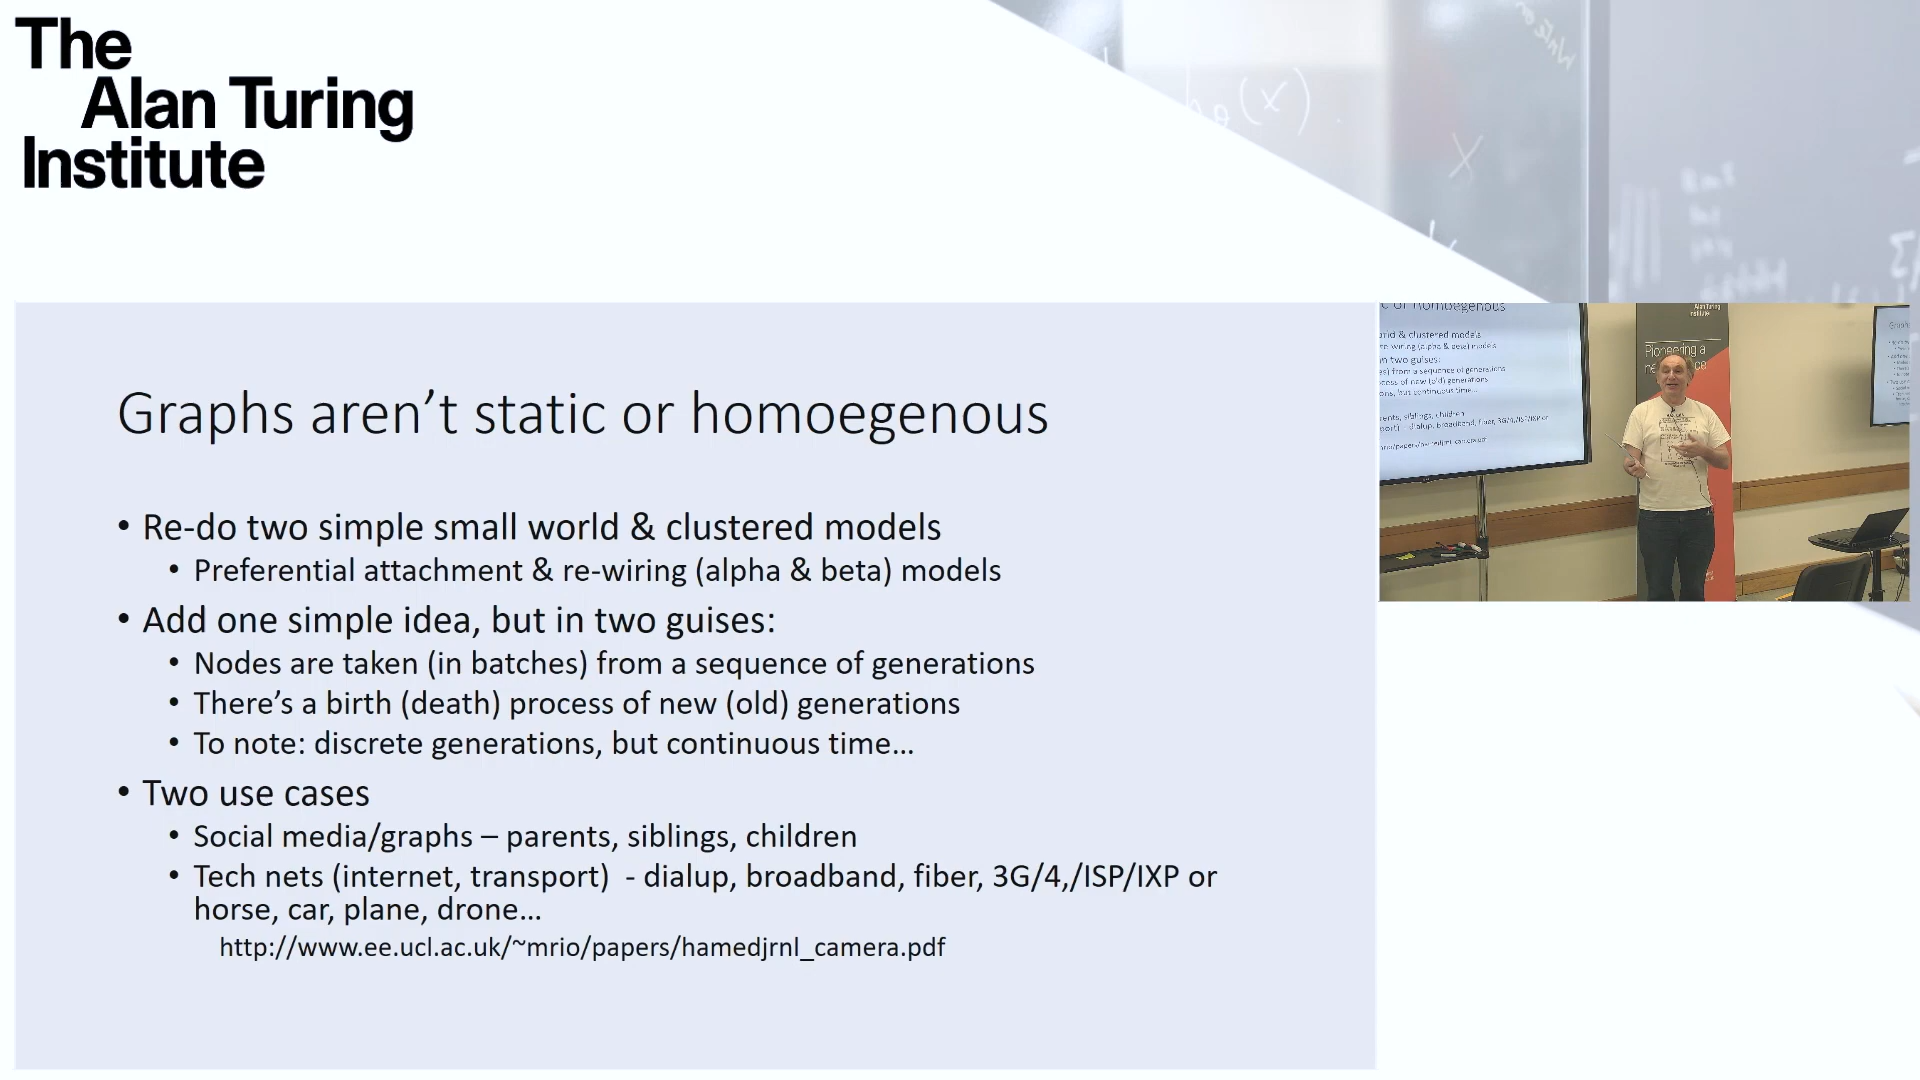 The
Alan Turing
Institute
Graphs aren't static or homoegenous
• Re-do two simple small world & clustered models
• Preferential attachment & re-wiring (alpha & beta) models
• Add one simple idea, but in two guises:
• Nodes are taken (in batches) from a sequence of generations
• There's a birth (death) process of new (old) generations
• To note: discrete generations, but continuous time...
• Two use cases
• Social media/graphs – parents, siblings, children
• Tech nets (internet, transport) - dialup, broadband, fiber, 3G/4,/ISP/IXP or
horse, car, plane, drone...
http://www.ee.ucl.ac.uk/~mrio/papers/hamedjrnl_camera.pdf
Pioneering a